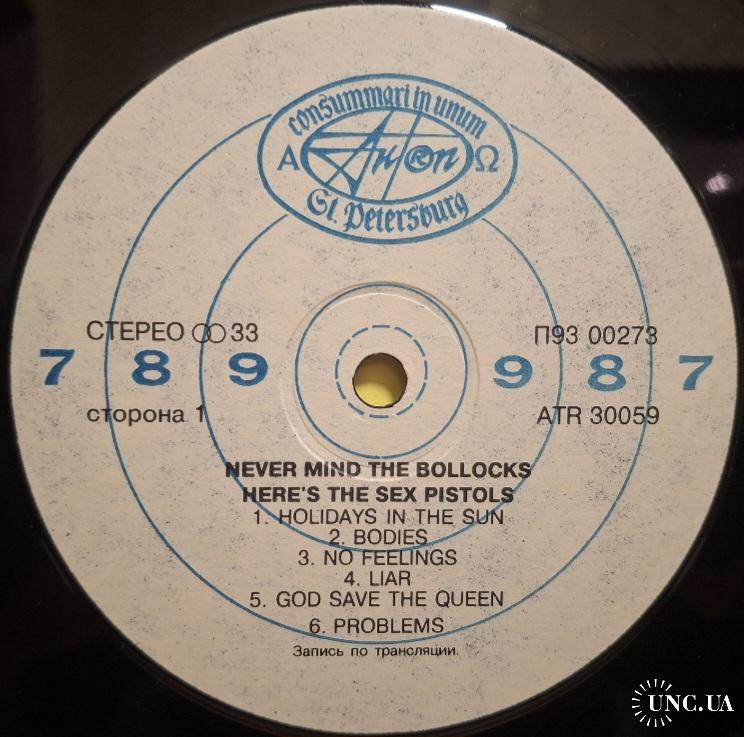 consummari in unum
Α AnTon Ω
St. Petersburg
СТЕРЕО 33
П93 00273
7 8 9 9 8 7
сторона 1
ATR 30059
NEVER MIND THE BOLLOCKS
HERE'S THE SEX PISTOLS
1. HOLIDAYS IN THE SUN
2. BODIES
3. NO FEELINGS
4. LIAR
5. GOD SAVE THE QUEEN
6. PROBLEMS
Запись по трансляции.
UNC.UA